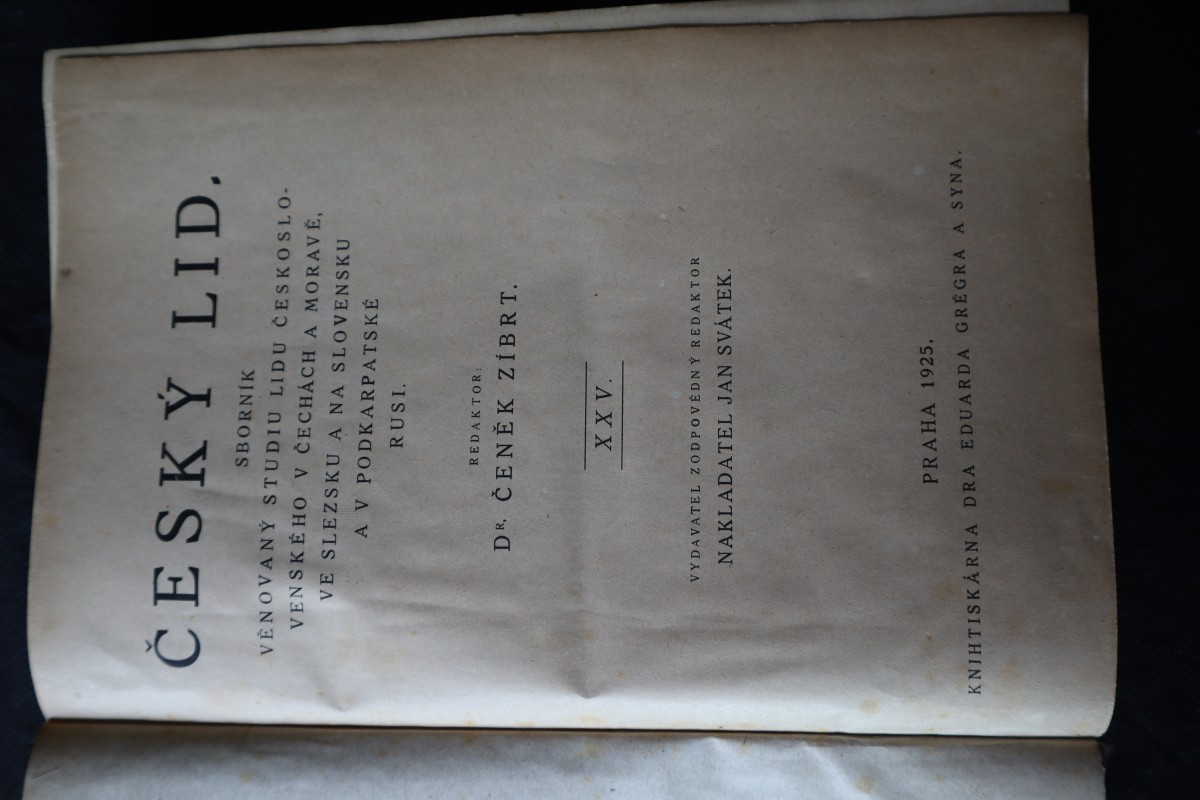 ČESKÝ LID.
SBORNÍK
VĚNOVANÝ STUDIU LIDU ČESKOSLO-
VENSKÉHO V ČECHÁCH A MORAVĚ,
VE SLEZSKU A NA SLOVENSKU
A V PODKARPATSKÉ
RUSI.
REDAKTOR:
DR. ČENĚK ZÍBRT.
XXV.
VYDAVATEL ZODPOVĚDNÝ REDAKTOR
NAKLADATEL JAN SVÁTEK.
PRAHA 1925.
KNIHTISKÁRNA DRA EDUARDA GRÉGRA A SYNA.